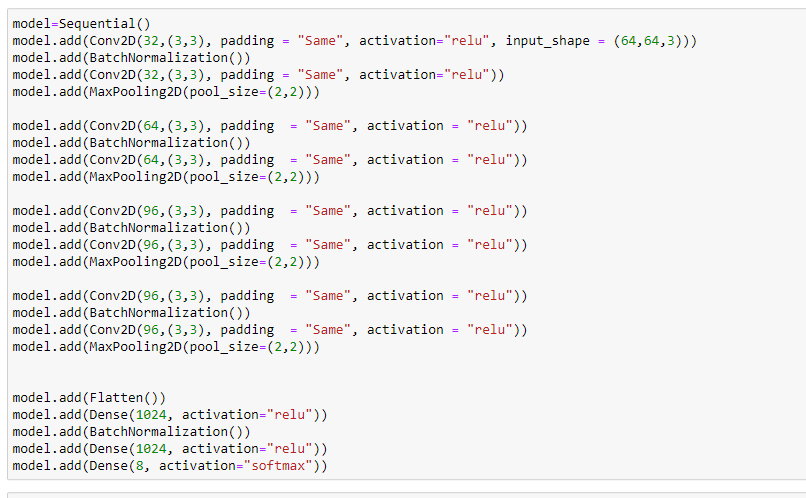 model=Sequential()
model.add(Conv2D(32,(3,3), padding = "Same", activation="relu", input_shape = (64,64,3)))
model.add(BatchNormalization())
model.add(Conv2D(32,(3,3), padding = "Same", activation="relu"))
model.add(MaxPooling2D(pool_size=(2,2)))

model.add(Conv2D(64,(3,3), padding  = "Same", activation = "relu"))
model.add(BatchNormalization())
model.add(Conv2D(64,(3,3), padding  = "Same", activation = "relu"))
model.add(MaxPooling2D(pool_size=(2,2)))

model.add(Conv2D(96,(3,3), padding  = "Same", activation = "relu"))
model.add(BatchNormalization())
model.add(Conv2D(96,(3,3), padding  = "Same", activation = "relu"))
model.add(MaxPooling2D(pool_size=(2,2)))

model.add(Conv2D(96,(3,3), padding  = "Same", activation = "relu"))
model.add(BatchNormalization())
model.add(Conv2D(96,(3,3), padding  = "Same", activation = "relu"))
model.add(MaxPooling2D(pool_size=(2,2)))

model.add(Flatten())
model.add(Dense(1024, activation="relu"))
model.add(BatchNormalization())
model.add(Dense(1024, activation="relu"))
model.add(Dense(8, activation="softmax"))